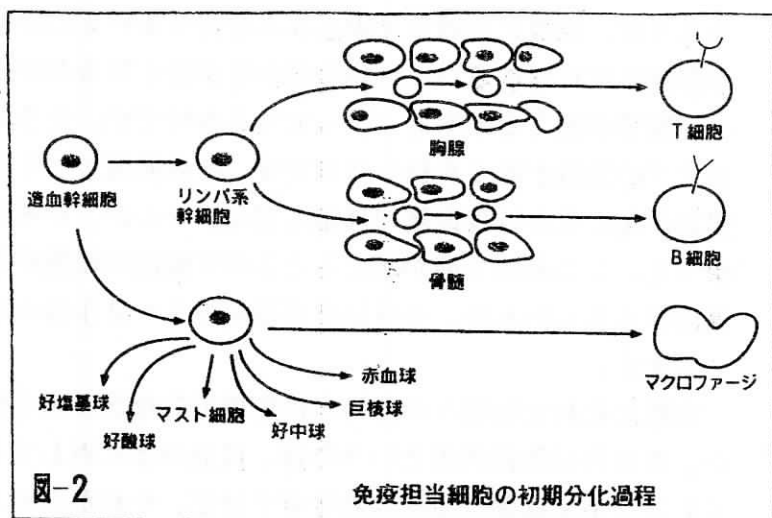 胸腺
T細胞
造血幹細胞
リンパ系
幹細胞
骨髄
B細胞
マクロファージ
赤血球
巨核球
好中球
マスト細胞
好酸球
好塩基球
図-2
免疫担当細胞の初期分化過程